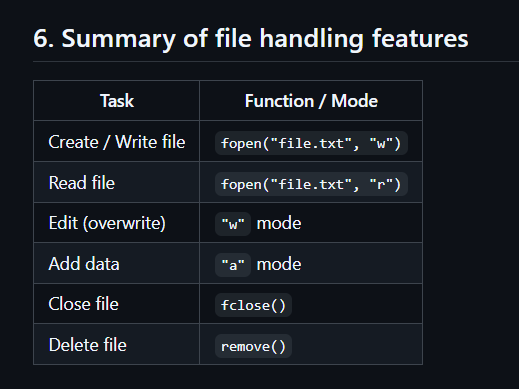 6. Summary of file handling features
Task Function / Mode
Create / Write file fopen("file.txt", "w")
Read file fopen("file.txt", "r")
Edit (overwrite) "w" mode
Add data "a" mode
Close file fclose()
Delete file remove()